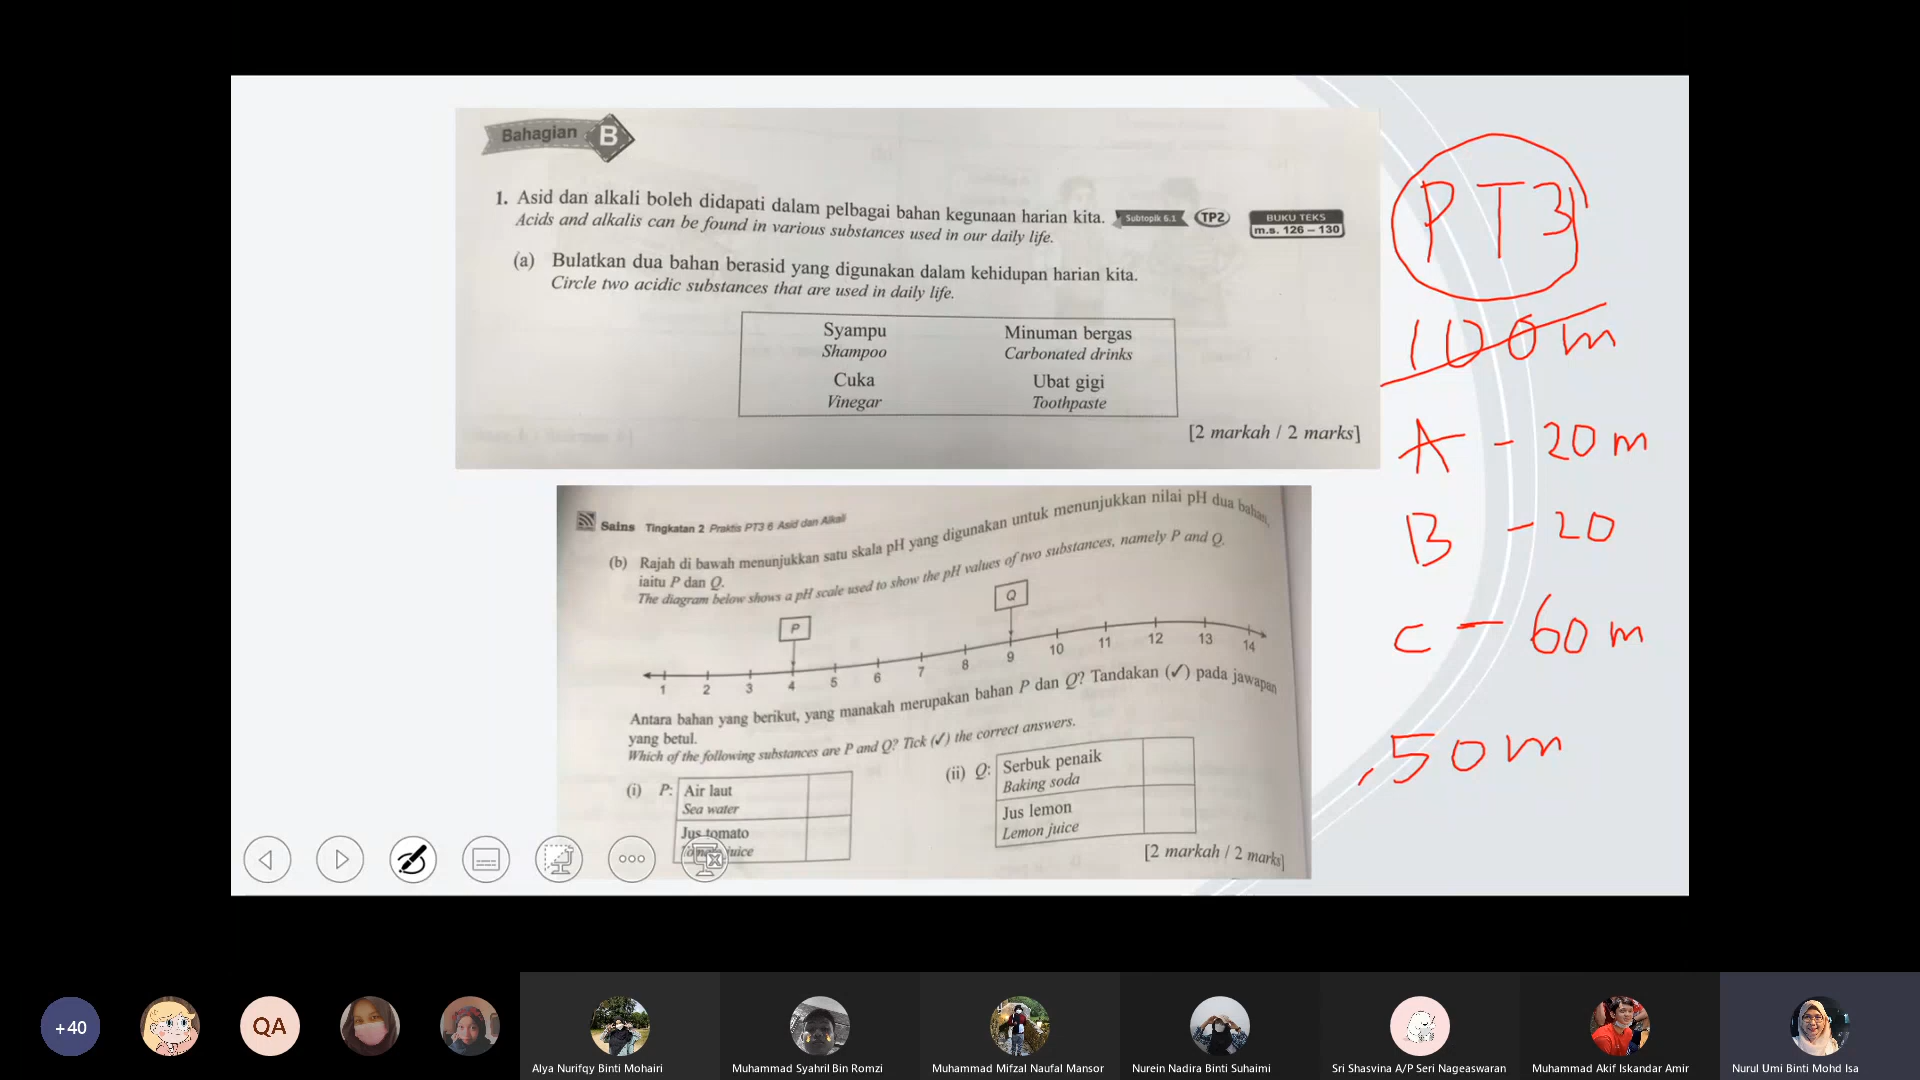 Bahagian B
1. Asid dan alkali boleh didapati dalam pelbagai bahan kegunaan harian kita. Subtopik 6.1 TP2 BUKU TEKS
Acids and alkalis can be found in various substances used in our daily life. m.s. 126 – 130
(a) Bulatkan dua bahan berasid yang digunakan dalam kehidupan harian kita.
Circle two acidic substances that are used in daily life.
Syampu Minuman bergas
Shampoo Carbonated drinks
Cuka Ubat gigi
Vinegar Toothpaste
[2 markah / 2 marks]
Sains Tingkatan 2 Praktis PT3 6 Asid dan Alkali
(b) Rajah di bawah menunjukkan satu skala pH yang digunakan untuk menunjukkan nilai pH dua bahan,
iaitu P dan Q.
The diagram below shows a pH scale used to show the pH values of two substances, namely P and Q.
P Q
1 2 3 4 5 6 7 8 9 10 11 12 13 14
Antara bahan yang berikut, yang manakah merupakan bahan P dan Q? Tandakan (✓) pada jawapan
yang betul.
Which of the following substances are P and Q? Tick (✓) the correct answers.
(i) P: Air laut
Sea water
Jus tomato
juice
(ii) Q: Serbuk penaik
Baking soda
Jus lemon
Lemon juice
[2 markah / 2 marks]
PT3
100 m
A - 20 m
B - 20
C - 60 m
50 m
+40
QA
Alya Nurifqy Binti Mohairi
Muhammad Syahril Bin Romzi
Muhammad Mifzal Naufal Mansor
Nurein Nadira Binti Suhaimi
Sri Shasvina A/P Seri Nageaswaran
Muhammad Akif Iskandar Amir
Nurul Umi Binti Mohd Isa